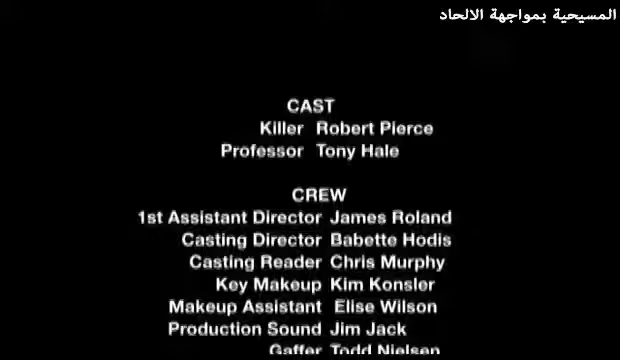 المسيحية بمواجهة الالحاد
CAST
Killer Robert Pierce
Professor Tony Hale
CREW
1st Assistant Director James Roland
Casting Director Babette Hodis
Casting Reader Chris Murphy
Key Makeup Kim Konsler
Makeup Assistant Elise Wilson
Production Sound Jim Jack
Gaffer Todd Nielsen